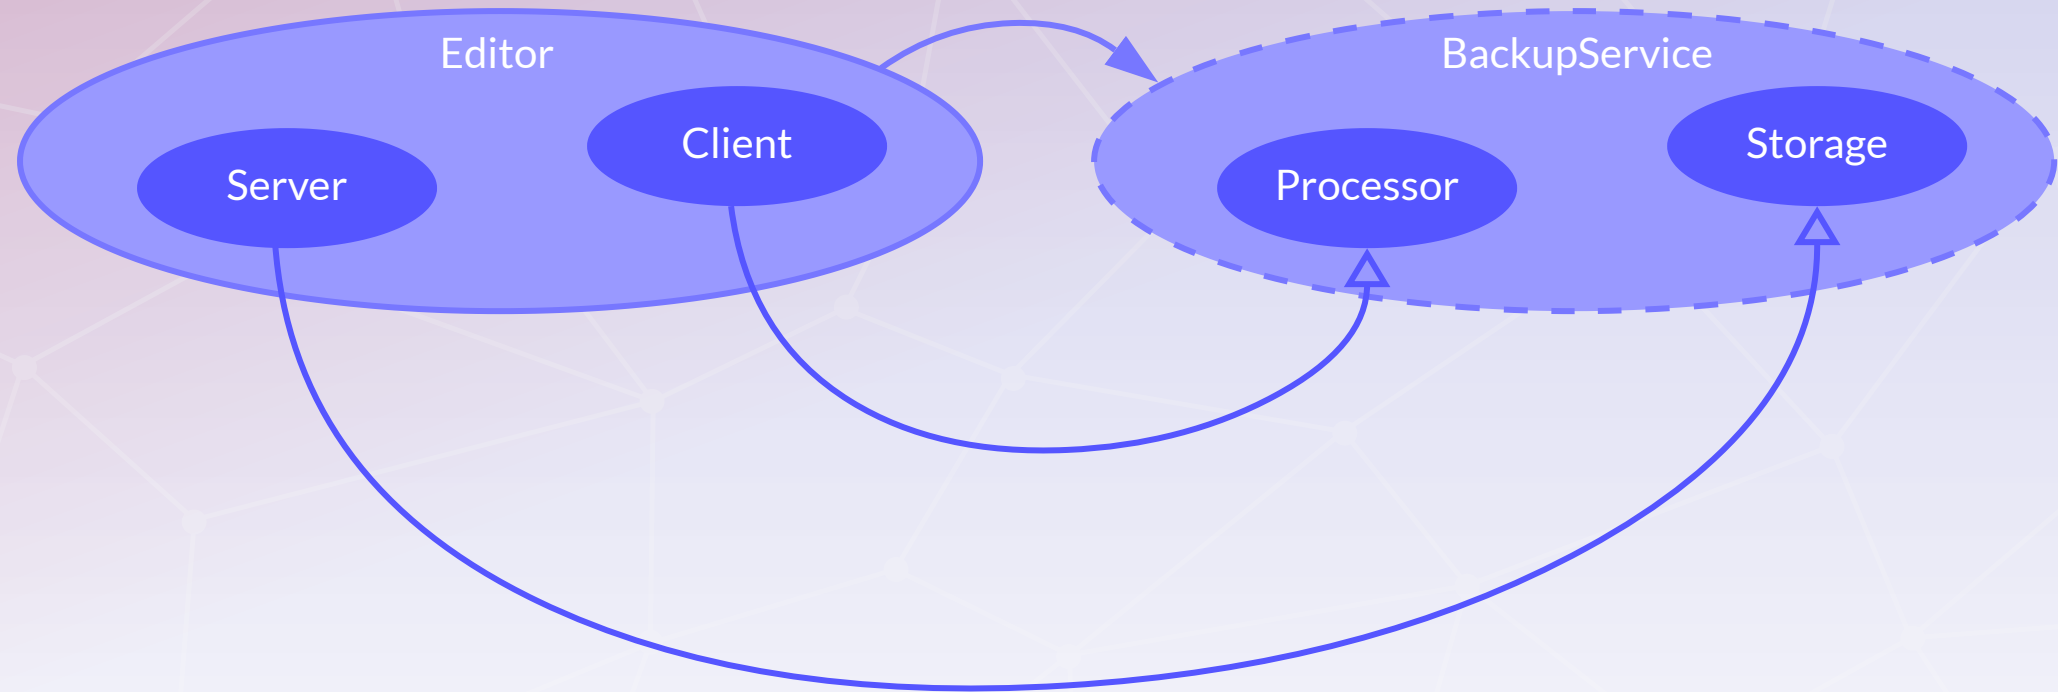 Editor
Server
Client
BackupService
Processor
Storage